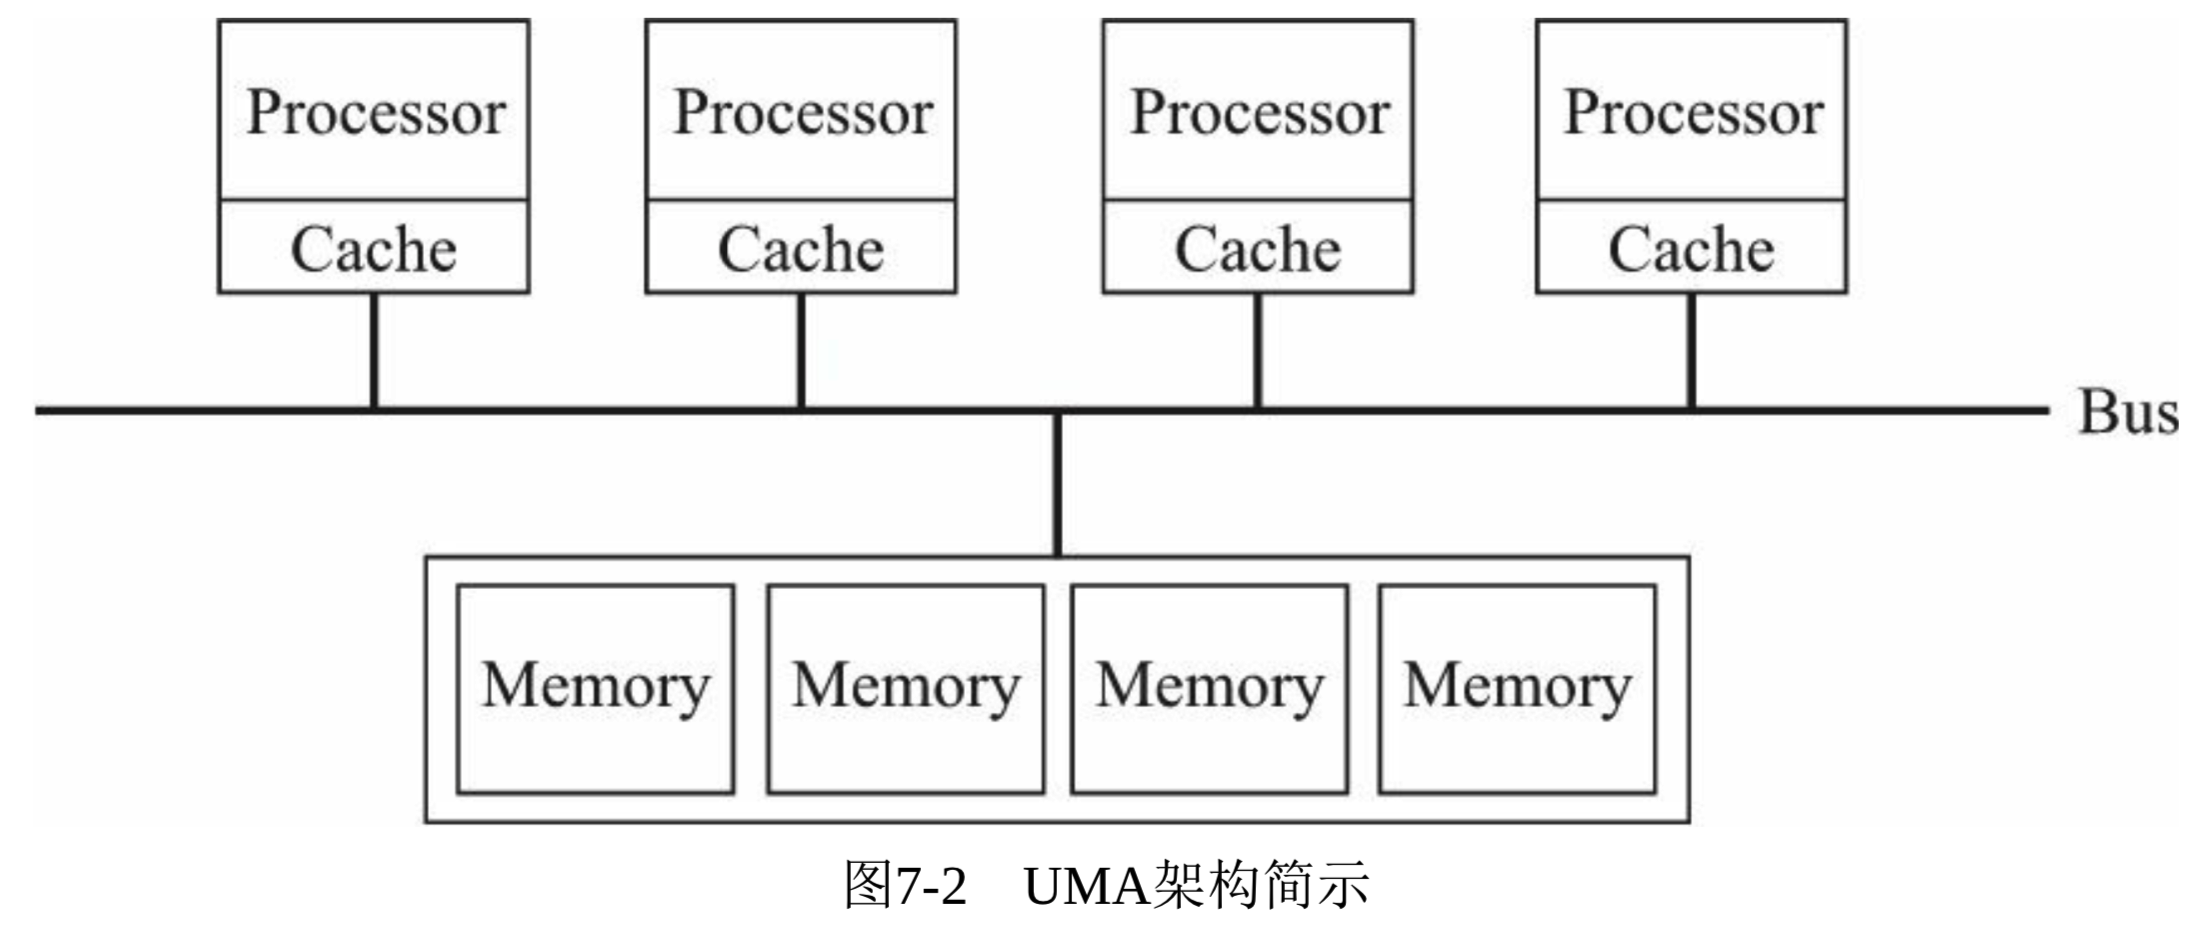 Processor Processor Processor Processor
Cache Cache Cache Cache
Bus
Memory Memory Memory Memory
图7-2 UMA架构简示